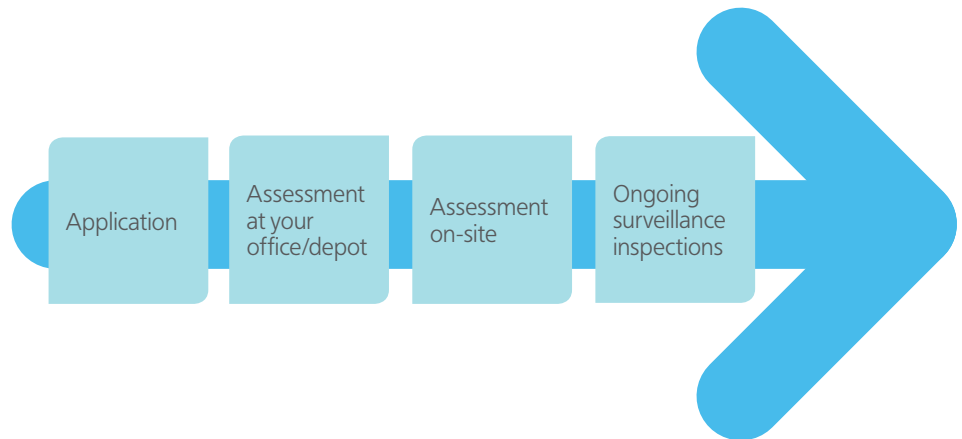 Application
Assessment
at your
office/depot
Assessment
on-site
Ongoing
surveillance
inspections